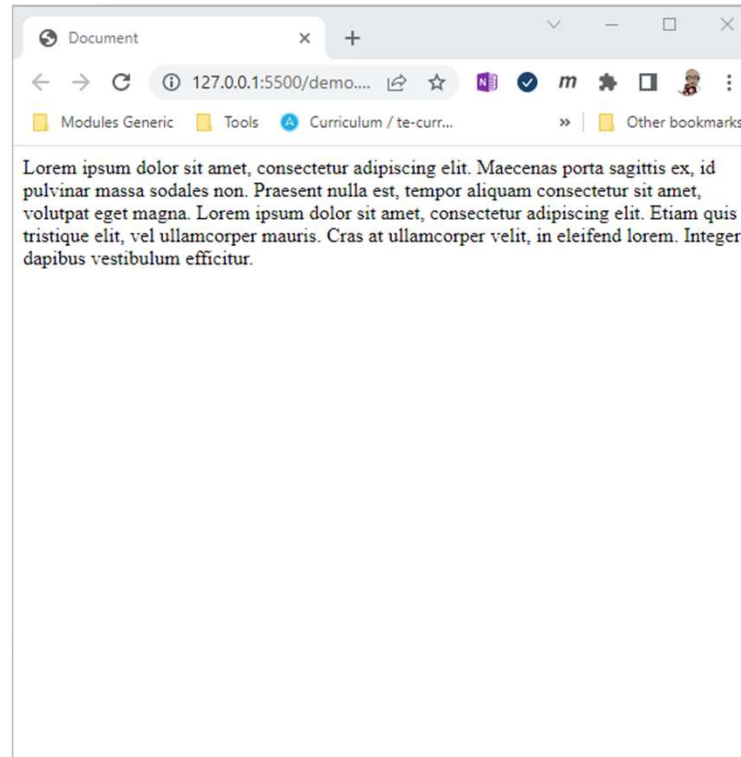 Document
127.0.0.1:5500/demo....
N
m
Modules Generic
Tools
Curriculum / te-curr...
»
Other bookmarks
Lorem ipsum dolor sit amet, consectetur adipiscing elit. Maecenas porta sagittis ex, id
pulvinar massa sodales non. Praesent nulla est, tempor aliquam consectetur sit amet,
volutpat eget magna. Lorem ipsum dolor sit amet, consectetur adipiscing elit. Etiam quis
tristique elit, vel ullamcorper mauris. Cras at ullamcorper velit, in eleifend lorem. Integer
dapibus vestibulum efficitur.